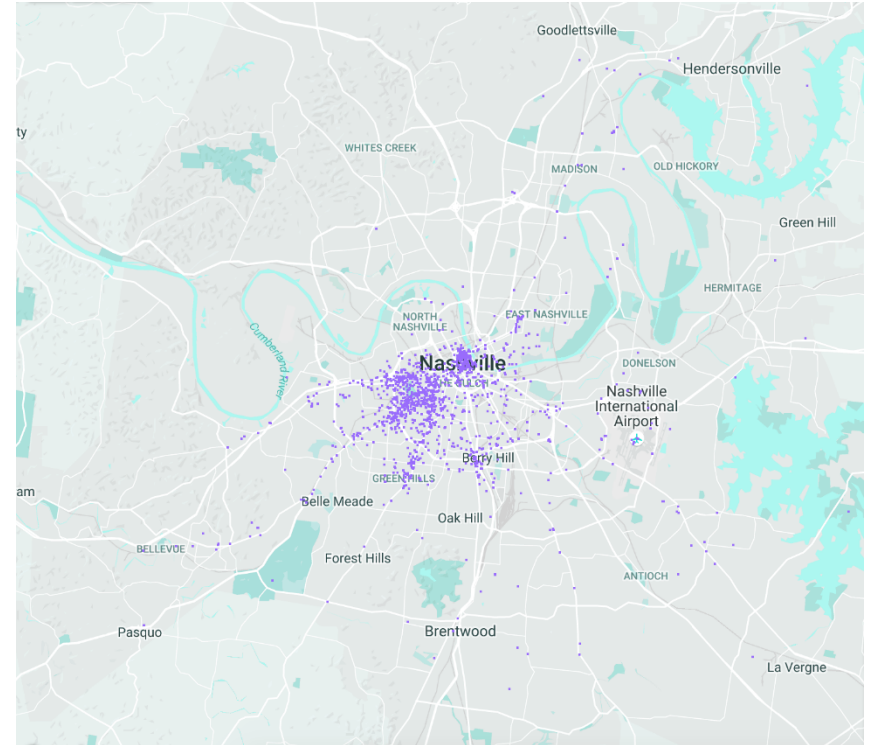 Goodlettsville
Hendersonville
ty
WHITES CREEK
MADISON
OLD HICKORY
Green Hill
HERMITAGE
Cumberland River
NORTH
NASHVILLE
EAST NASHVILLE
Nashville
THE GULCH
DONELSON
Nashville
International
Airport
Berry Hill
GREEN HILLS
am
Belle Meade
Oak Hill
BELLEVUE
Forest Hills
ANTIOCH
Pasquo
Brentwood
La Vergne